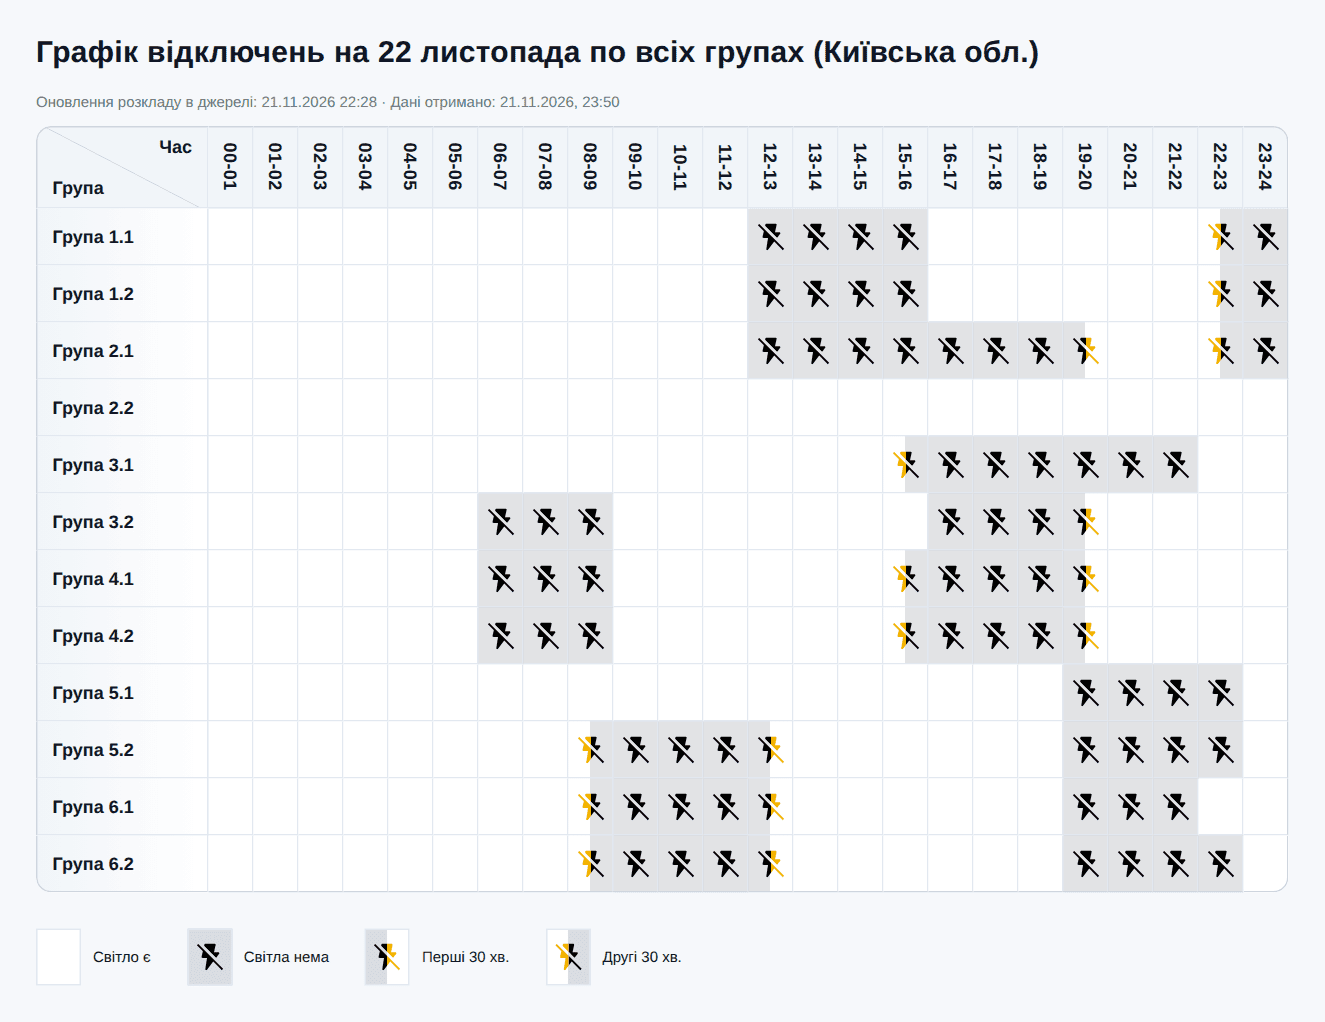 Графік відключень на 22 листопада по всіх групах (Київська обл.)
Оновлення розкладу в джерелі: 21.11.2026 22:28 · Дані отримано: 21.11.2026, 23:50
Час
Група
00-01 01-02 02-03 03-04 04-05 05-06 06-07 07-08 08-09 09-10 10-11 11-12 12-13 13-14 14-15 15-16 16-17 17-18 18-19 19-20 20-21 21-22 22-23 23-24
Група 1.1
Група 1.2
Група 2.1
Група 2.2
Група 3.1
Група 3.2
Група 4.1
Група 4.2
Група 5.1
Група 5.2
Група 6.1
Група 6.2
Світло є Світла нема Перші 30 хв. Другі 30 хв.